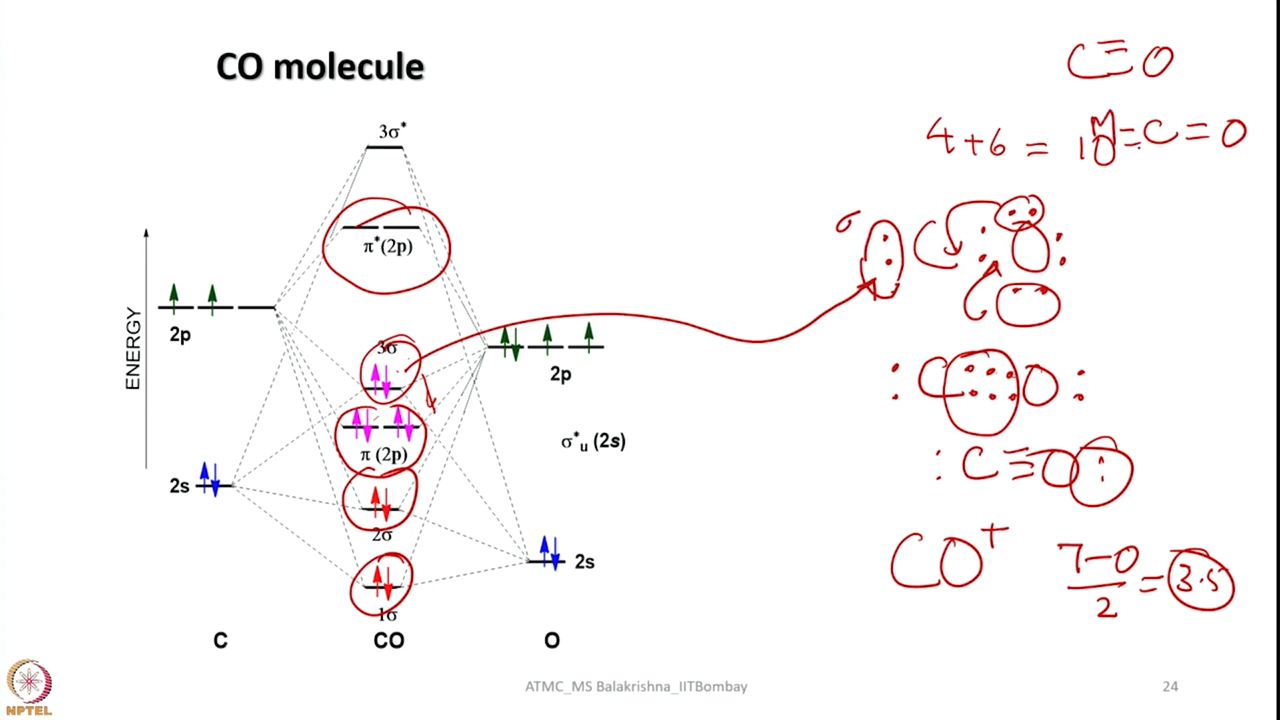 CO molecule
C≡O
4+6 = 10
M=C=O
3σ*
π*(2p)
σ
:C::O:
ENERGY
2p
3σ
2p
:C:::O:
π (2p)
σ*u (2s)
:C≡O:
2s
2σ
2s
CO+
7-0/2 = 3.5
1σ
C
CO
O
NPTEL
ATMC_MS Balakrishna_IITBombay
24